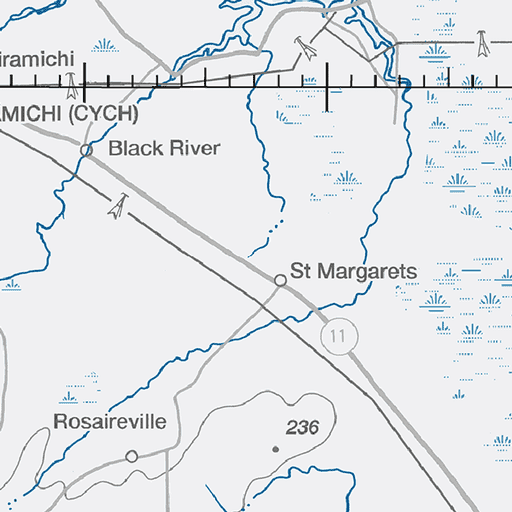 iramichi
AMICHI (CYCH)
Black River
St Margarets
11
Rosaireville
236